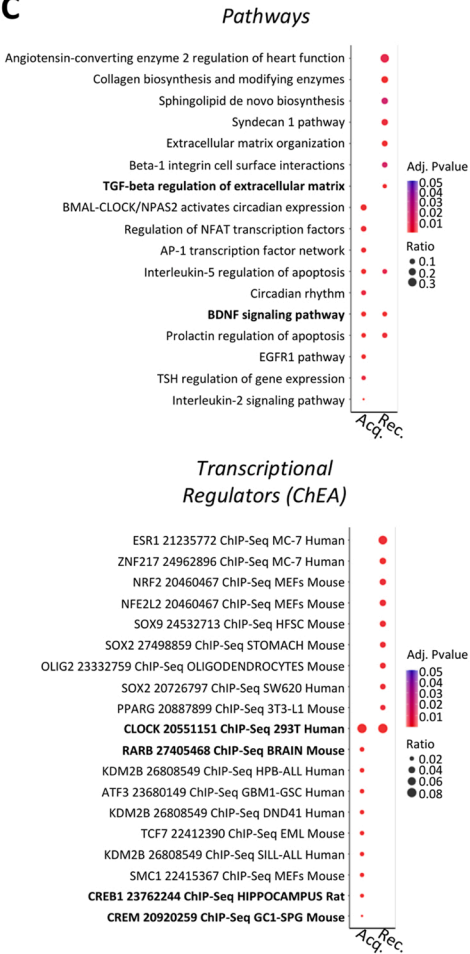 C
Pathways
Angiotensin-converting enzyme 2 regulation of heart function
Collagen biosynthesis and modifying enzymes
Sphingolipid de novo biosynthesis
Syndecan 1 pathway
Extracellular matrix organization
Beta-1 integrin cell surface interactions
TGF-beta regulation of extracellular matrix
BMAL-CLOCK/NPAS2 activates circadian expression
Regulation of NFAT transcription factors
AP-1 transcription factor network
Interleukin-5 regulation of apoptosis
Circadian rhythm
BDNF signaling pathway
Prolactin regulation of apoptosis
EGFR1 pathway
TSH regulation of gene expression
Interleukin-2 signaling pathway
Acq. Rec.
Adj. Pvalue
0.05
0.04
0.03
0.02
0.01
Ratio
0.1
0.2
0.3
Transcriptional
Regulators (ChEA)
ESR1 21235772 ChIP-Seq MC-7 Human
ZNF217 24962896 ChIP-Seq MC-7 Human
NRF2 20460467 ChIP-Seq MEFs Mouse
NFE2L2 20460467 ChIP-Seq MEFs Mouse
SOX9 24532713 ChIP-Seq HFSC Mouse
SOX2 27498859 ChIP-Seq STOMACH Mouse
OLIG2 23332759 ChIP-Seq OLIGODENDROCYTES Mouse
SOX2 20726797 ChIP-Seq SW620 Human
PPARG 20887899 ChIP-Seq 3T3-L1 Mouse
CLOCK 20551151 ChIP-Seq 293T Human
RARB 27405468 ChIP-Seq BRAIN Mouse
KDM2B 26808549 ChIP-Seq HPB-ALL Human
ATF3 23680149 ChIP-Seq GBM1-GSC Human
KDM2B 26808549 ChIP-Seq DND41 Human
TCF7 22412390 ChIP-Seq EML Mouse
KDM2B 26808549 ChIP-Seq SILL-ALL Human
SMC1 22415367 ChIP-Seq MEFs Mouse
CREB1 23762244 ChIP-Seq HIPPOCAMPUS Rat
CREM 20920259 ChIP-Seq GC1-SPG Mouse
Acq. Rec.
Adj. Pvalue
0.05
0.04
0.03
0.02
0.01
Ratio
0.02
0.04
0.06
0.08